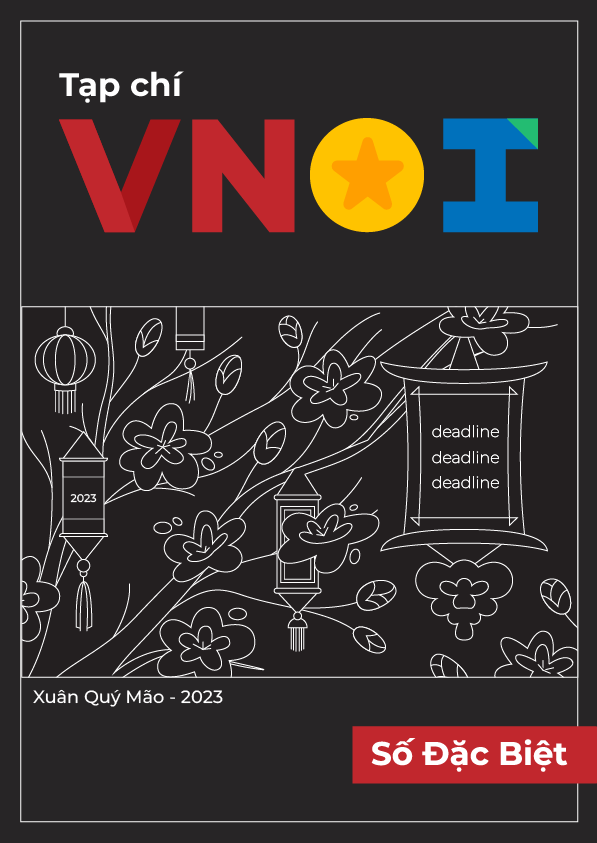 Tạp chí
VNOI
deadline
deadline
deadline
2023
Xuân Quý Mão - 2023
Số Đặc Biệt